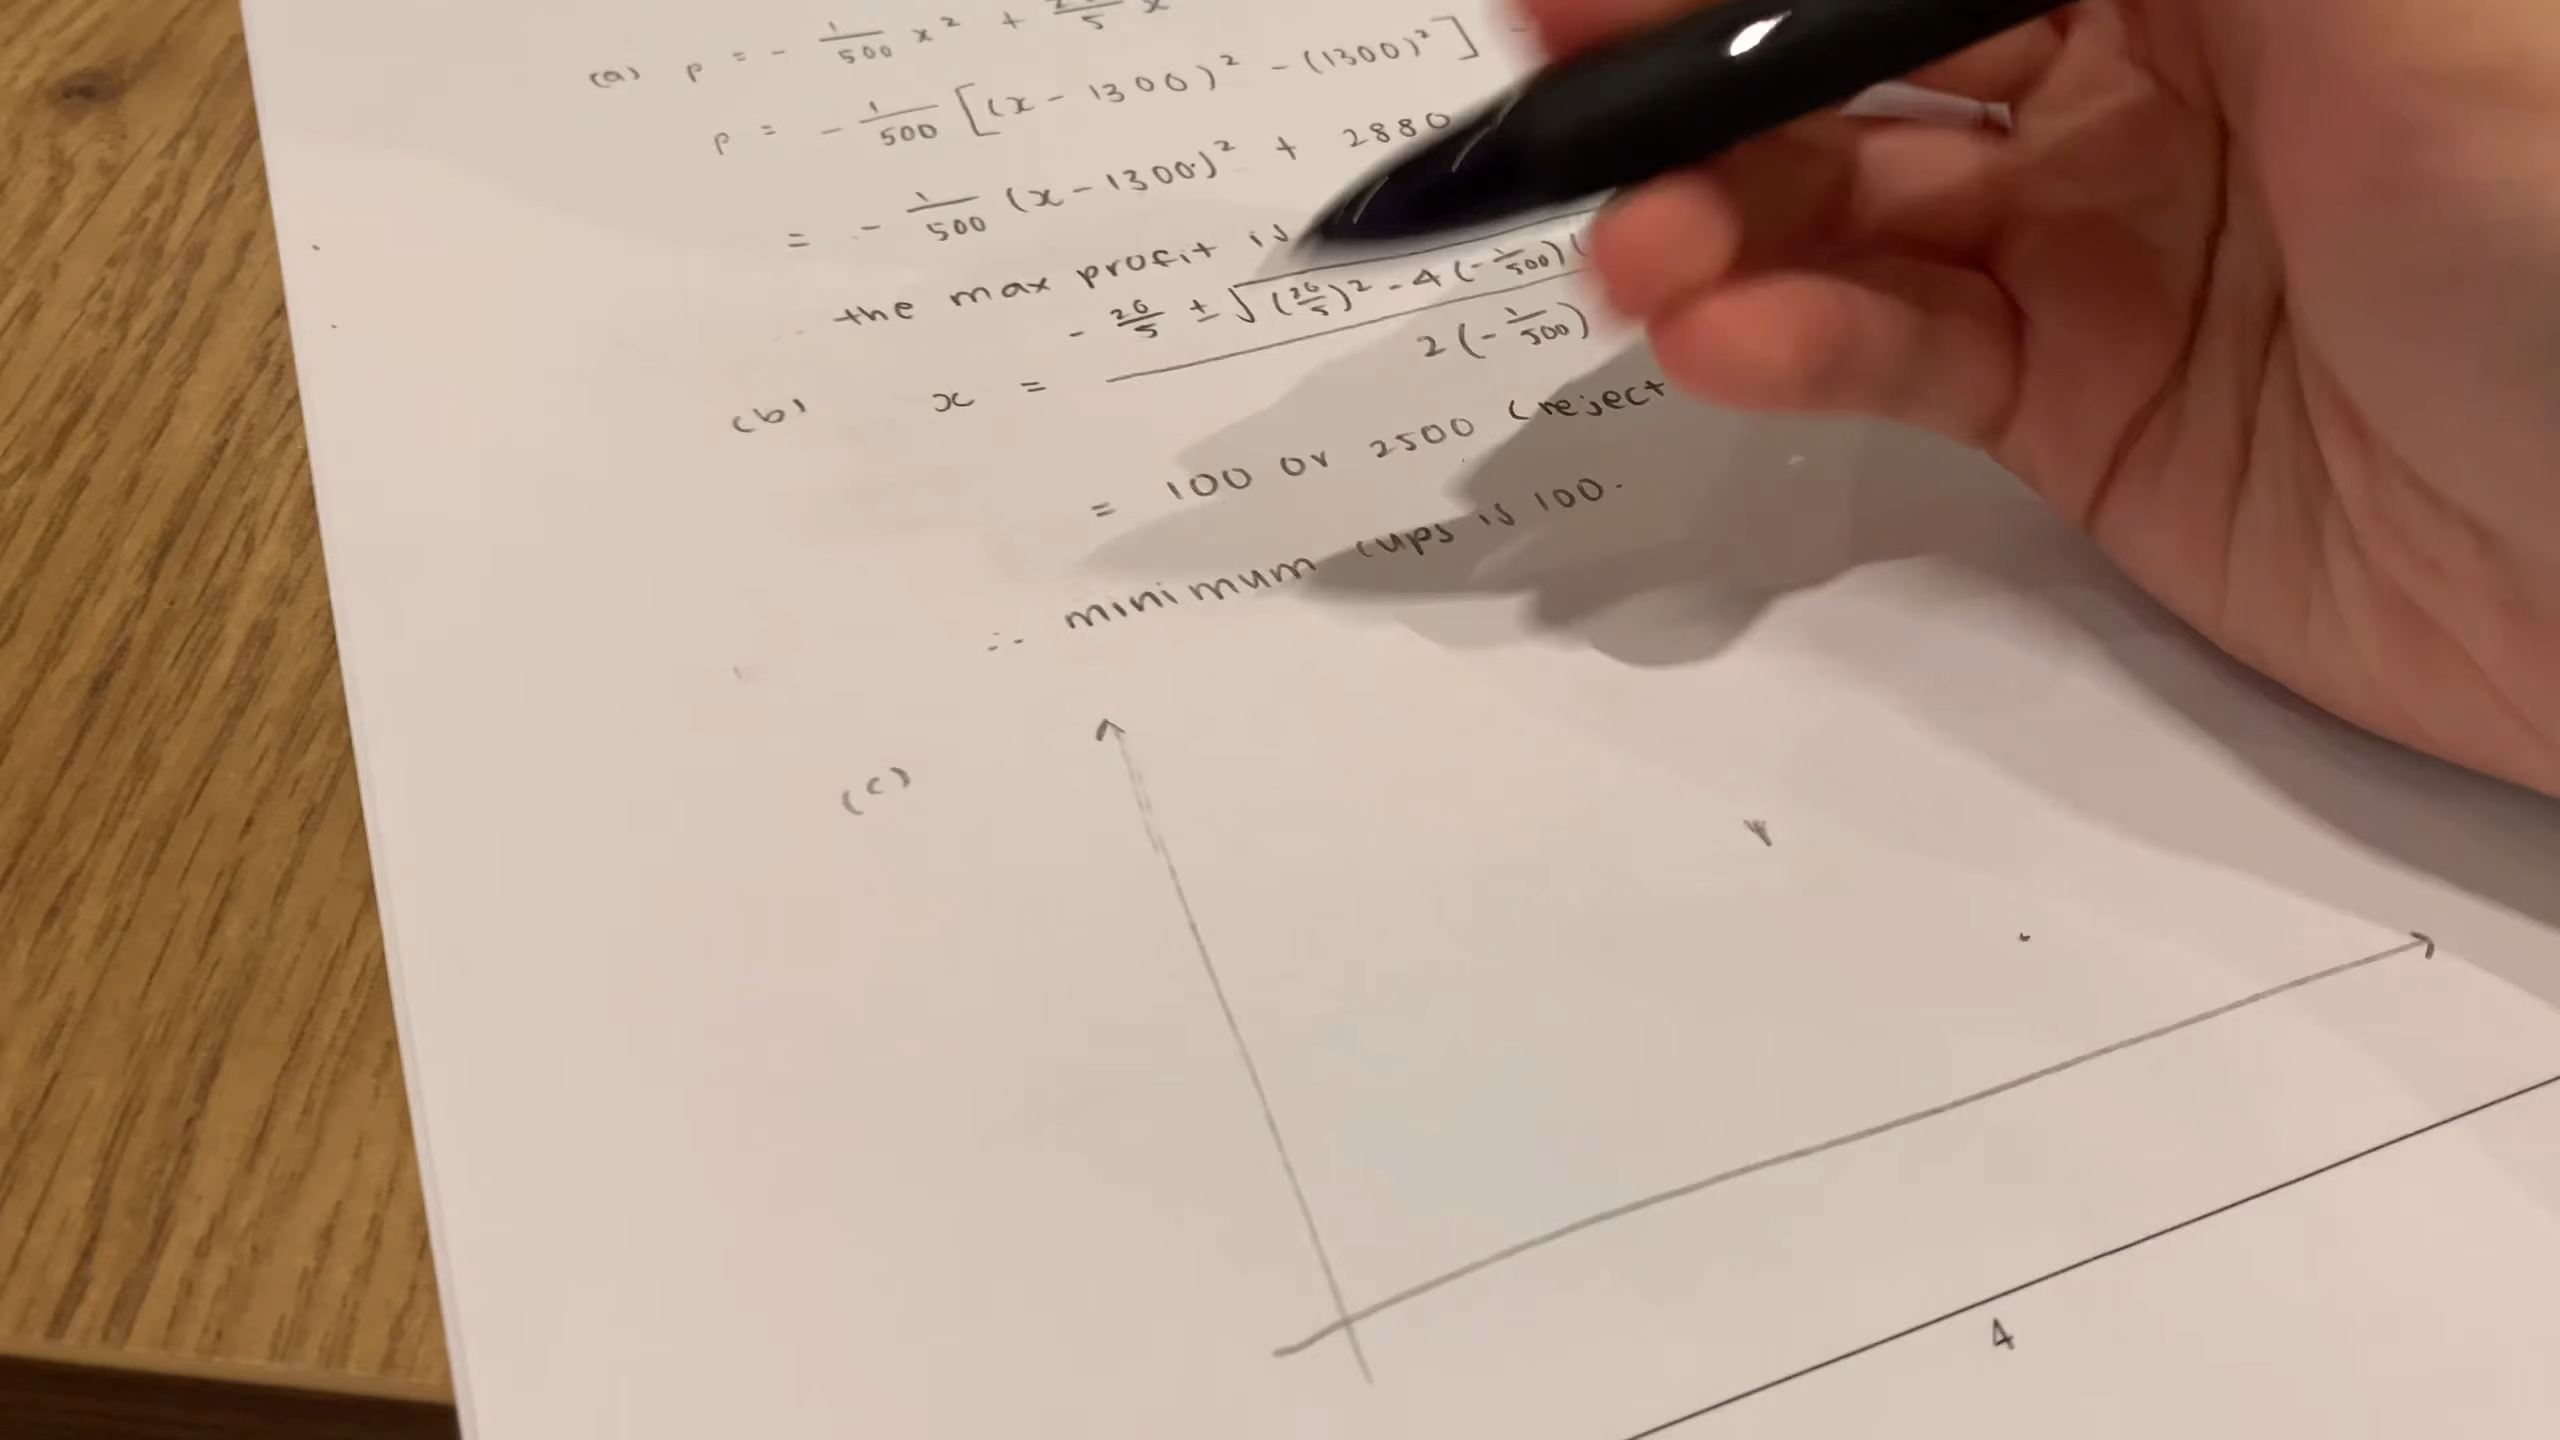 (a) p = - 1/500 x² + 26/5 x
p = - 1/500 [(x - 1300)² - (1300)²] -
= - 1/500 (x - 1300)² + 2880
the max profit is
(b) x = (- 26/5 ± √((26/5)² - 4(- 1/500)( / 2(- 1/500)
= 100 or 2500 (reject
∴ minimum cups is 100.
(c)
4